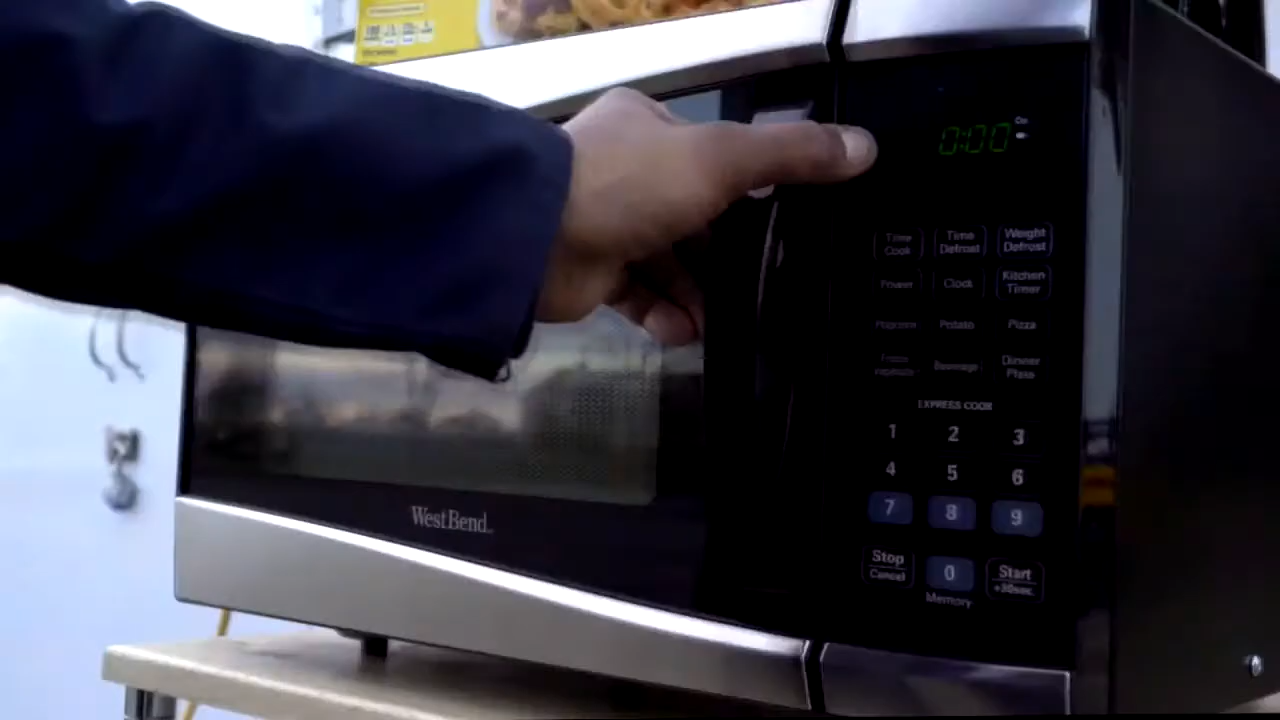 0:00
Time
Cook
Time
Defrost
Weight
Defrost
Power
Clock
Kitchen
Timer
Popcorn
Potato
Pizza
Beverage
Dinner
Plate
EXPRESS COOK
1 2 3
4 5 6
7 8 9
Stop
Cancel
0
Memory
Start
+30sec.
WestBend